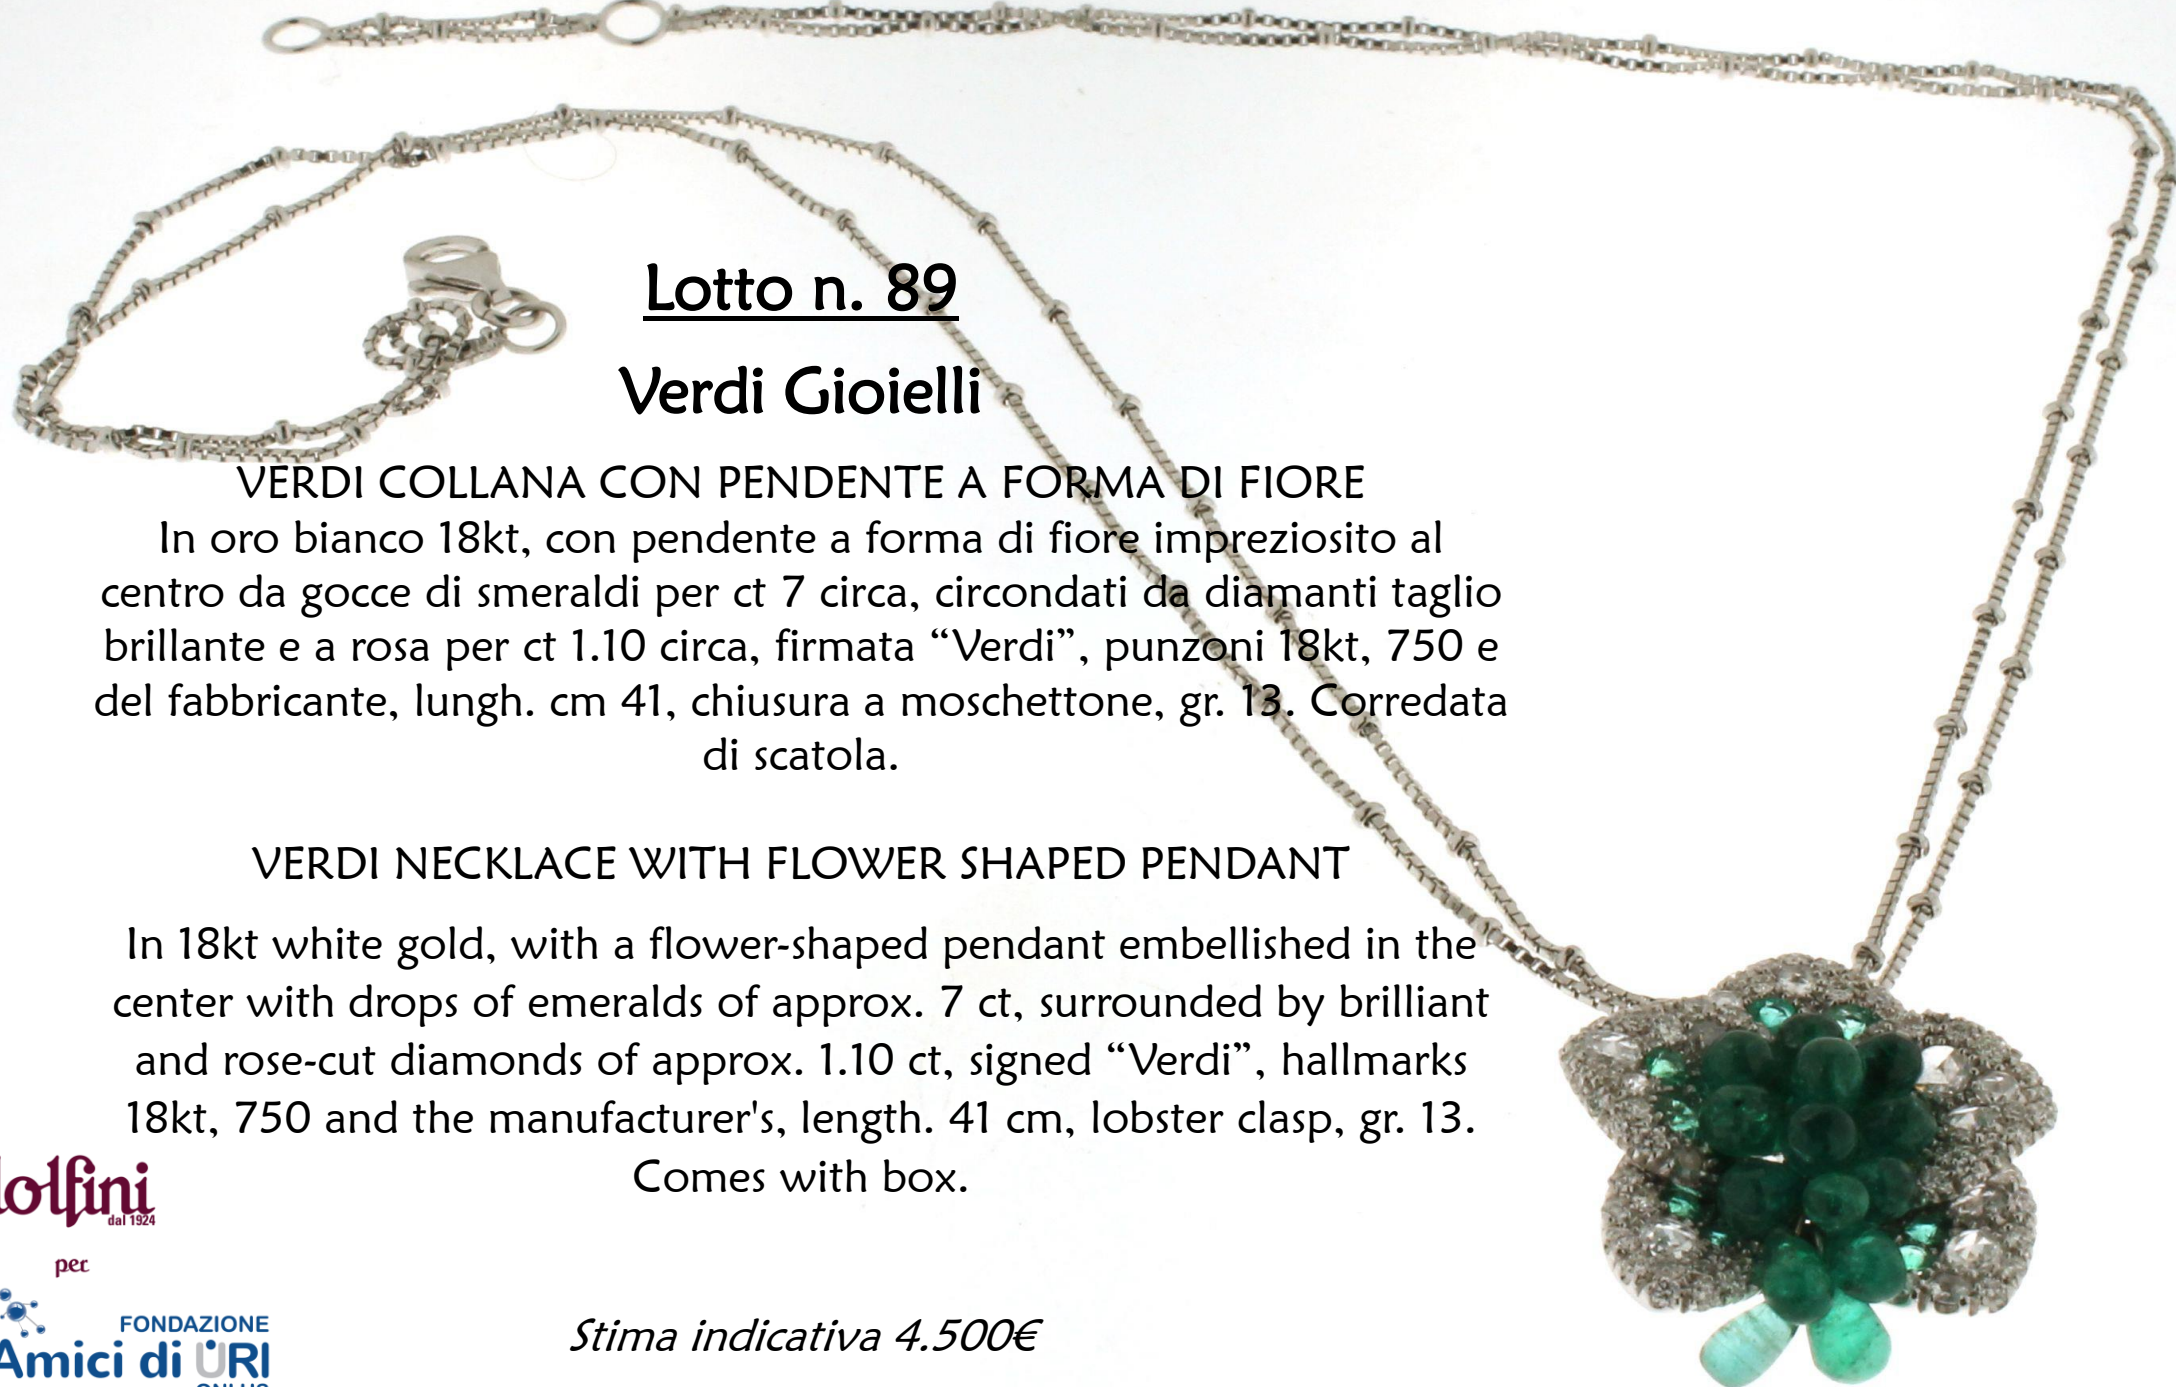 Lotto n. 89
Verdi Gioielli
VERDI COLLANA CON PENDENTE A FORMA DI FIORE
In oro bianco 18kt, con pendente a forma di fiore impreziosito al
centro da gocce di smeraldi per ct 7 circa, circondati da diamanti taglio
brillante e a rosa per ct 1.10 circa, firmata “Verdi”, punzoni 18kt, 750 e
del fabbricante, lungh. cm 41, chiusura a moschettone, gr. 13. Corredata
di scatola.
VERDI NECKLACE WITH FLOWER SHAPED PENDANT
In 18kt white gold, with a flower-shaped pendant embellished in the
center with drops of emeralds of approx. 7 ct, surrounded by brilliant
and rose-cut diamonds of approx. 1.10 ct, signed “Verdi”, hallmarks
18kt, 750 and the manufacturer's, length. 41 cm, lobster clasp, gr. 13.
Comes with box.
dal 1924
per
FONDAZIONE
Amici di URI
Stima indicativa 4.500€